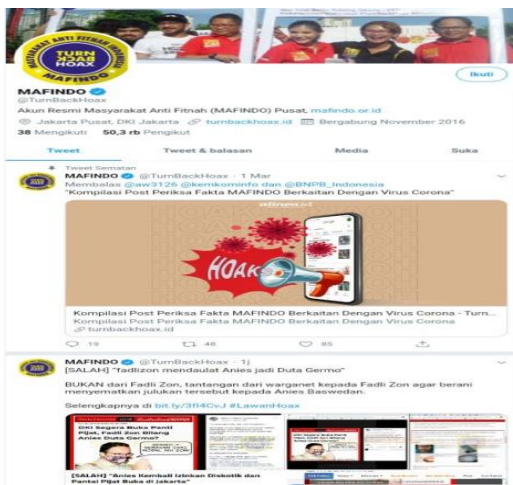 MASYARAKAT ANTI FITNAH INDONESIA
TURN
BACK
HOAX
MAFINDO
Ikuti
MAFINDO
@TurnBackHoax
Akun Resmi Masyarakat Anti Fitnah (MAFINDO) Pusat, mafindo.or.id
Jakarta Pusat, DKI Jakarta turnbackhoax.id Bergabung November 2016
38 Mengikuti 50,3 rb Pengikut
Tweet Tweet & balasan Media Suka
Tweet Sematan
MAFINDO @TurnBackHoax · 1 Mar
Membalas @aw3126 @kemkominfo dan @BNPB_Indonesia
"Kompilasi Post Periksa Fakta MAFINDO Berkaitan Dengan Virus Corona"
HOAKS
Kompilasi Post Periksa Fakta MAFINDO Berkaitan Dengan Virus Corona - Turn...
Kompilasi Post Periksa Fakta MAFINDO Berkaitan Dengan Virus Corona
turnbackhoax.id
19 48 85
MAFINDO @TurnBackHoax · 1j
[SALAH] "fadlizon mendaulat Anies jadi Duta Germo"
BUKAN dari Fadli Zon, tantangan dari warganet kepada Fadli Zon agar berani
menyematkan julukan tersebut kepada Anies Baswedan.
Selengkapnya di bit.ly/3fI4CvJ #LawanHoax
DKI Segera Buka Panti
Pijat, Fadli Zon Bilang
Anies Duta Germo?
[SALAH] "Anies Kembali Izinkan Diskotik dan
Pantai Pijat Buka di Jakarta"